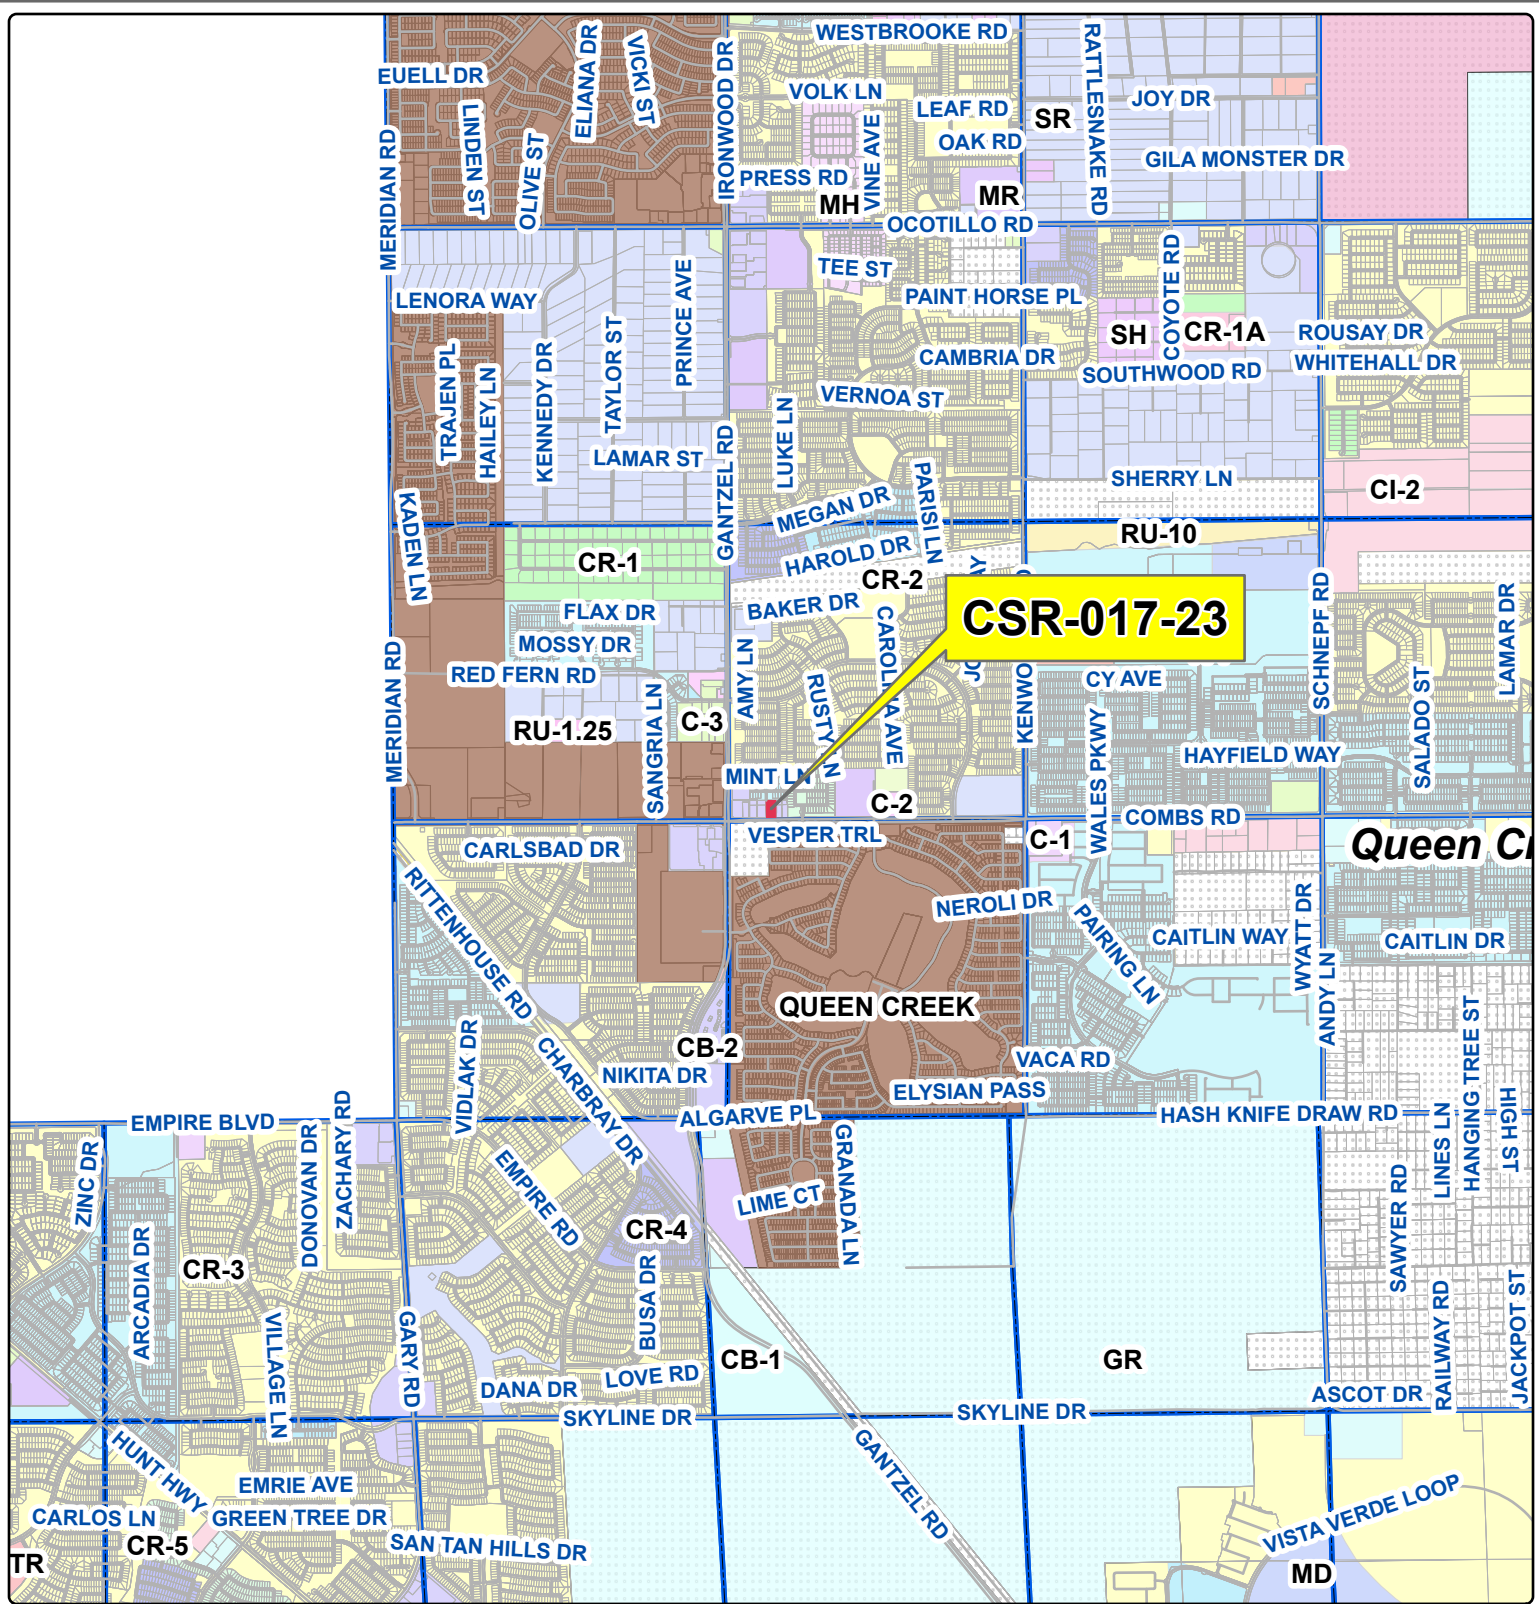 WESTBROOKE RD
EUELL DR
LINDEN ST
ELIANA DR
VICKI ST
IRONWOOD DR
VOLK LN
LEAF RD
OAK RD
SR
RATTLESNAKE RD
JOY DR
GILA MONSTER DR
MERIDIAN RD
OLIVE ST
PRESS RD
MH
VINE AVE
MR
OCOTILLO RD
TEE ST
LENORA WAY
PRINCE AVE
PAINT HORSE PL
COYOTE RD
SH
CR-1A
ROUSAY DR
WHITEHALL DR
TRAJEN PL
HAILEY LN
KENNEDY DR
TAYLOR ST
CAMBRIA DR
SOUTHWOOD RD
VERNOA ST
LUKE LN
LAMAR ST
GANTZEL RD
PARISI LN
SHERRY LN
CI-2
KADEN LN
MEGAN DR
HAROLD DR
RU-10
CR-1
CR-2
BAKER DR
FLAX DR
MOSSY DR
CSR-017-23
SCHNEPF RD
LAMAR DR
MERIDIAN RD
RED FERN RD
AMY LN
CAROLINA AVE
CY AVE
RU-1.25
SANGRIA LN
C-3
WALES PKWY
HAYFIELD WAY
SALADO ST
MINT LN
C-2
COMBS RD
CARLSBAD DR
VESPER TRL
C-1
RITTENHOUSE RD
NEROLI DR
PAIRING LN
CAITLIN WAY
WYATT DR
CAITLIN DR
QUEEN CREEK
ANDY LN
VIDLAK DR
CHARBRAY DR
CB-2
NIKITA DR
VACA RD
ELYSIAN PASS
HANGING TREE ST
HIGH ST
EMPIRE BLVD
ZACHARY RD
ALGARVE PL
HASH KNIFE DRAW RD
LINES LN
ZINC DR
DONOVAN DR
EMPIRE RD
LIME CT
GRANADA LN
SAWYER RD
ARCADIA DR
CR-3
CR-4
BUSA DR
VILLAGE LN
GARY RD
DANA DR
LOVE RD
CB-1
GR
RAILWAY RD
JACKPOT ST
ASCOT DR
SKYLINE DR
SKYLINE DR
HUNT HWY
EMRIE AVE
GANTZEL RD
CARLOS LN
GREEN TREE DR
CR-5
SAN TAN HILLS DR
VISTA VERDE LOOP
TR
MD